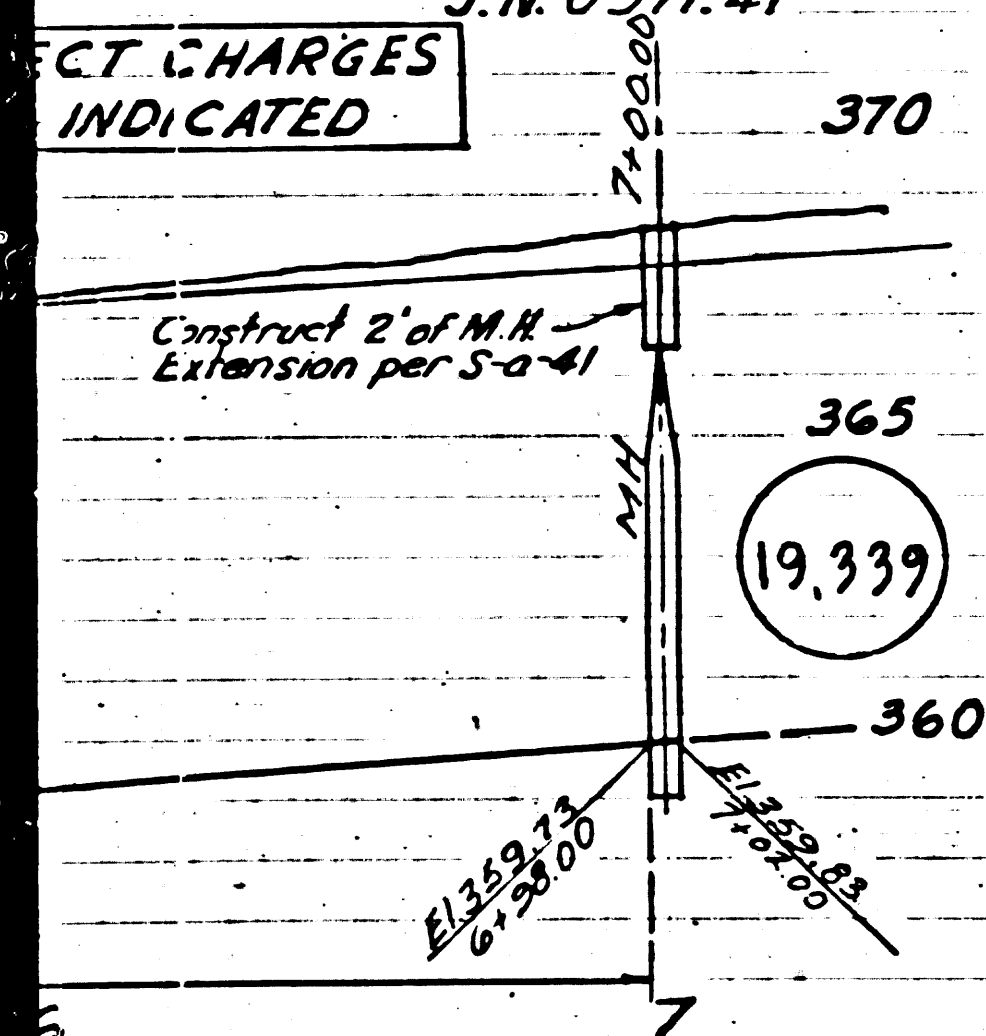 ECT CHARGES
INDICATED
7+00.00
370
Construct 2' of M.H.
Extension per S-a-41
365
MH
19,339
360
El.359.73
6+98.00
El.359.83
7+02.00
7